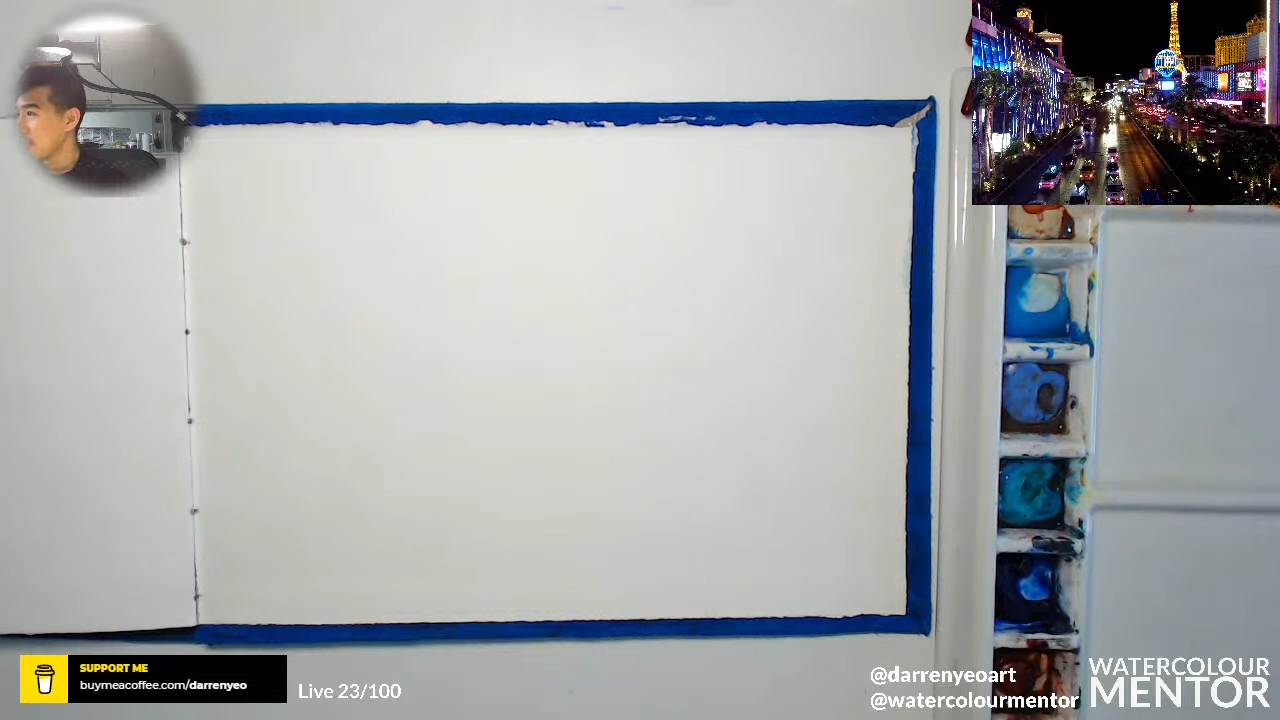 SUPPORT ME
buymeacoffee.com/darrenyeo
Live 23/100
@darrenyeoart
@watercolourmentor
WATERCOLOUR
MENTOR